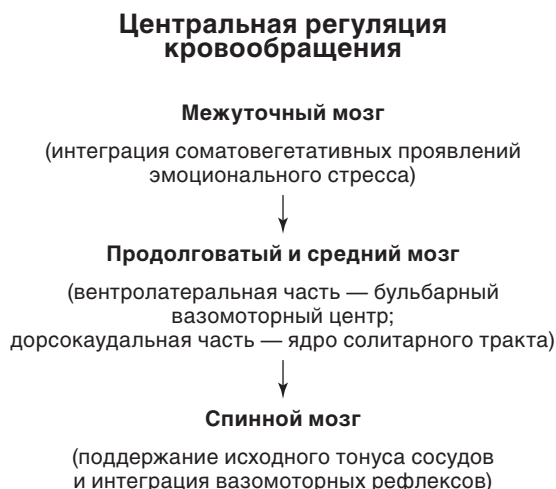 Центральная регуляция
кровообращения
Межуточный мозг
(интеграция соматовегетативных проявлений
эмоционального стресса)
Продолговатый и средний мозг
(вентролатеральная часть — бульбарный
вазомоторный центр;
дорсокаудальная часть — ядро солитарного тракта)
Спинной мозг
(поддержание исходного тонуса сосудов
и интеграция вазомоторных рефлексов)